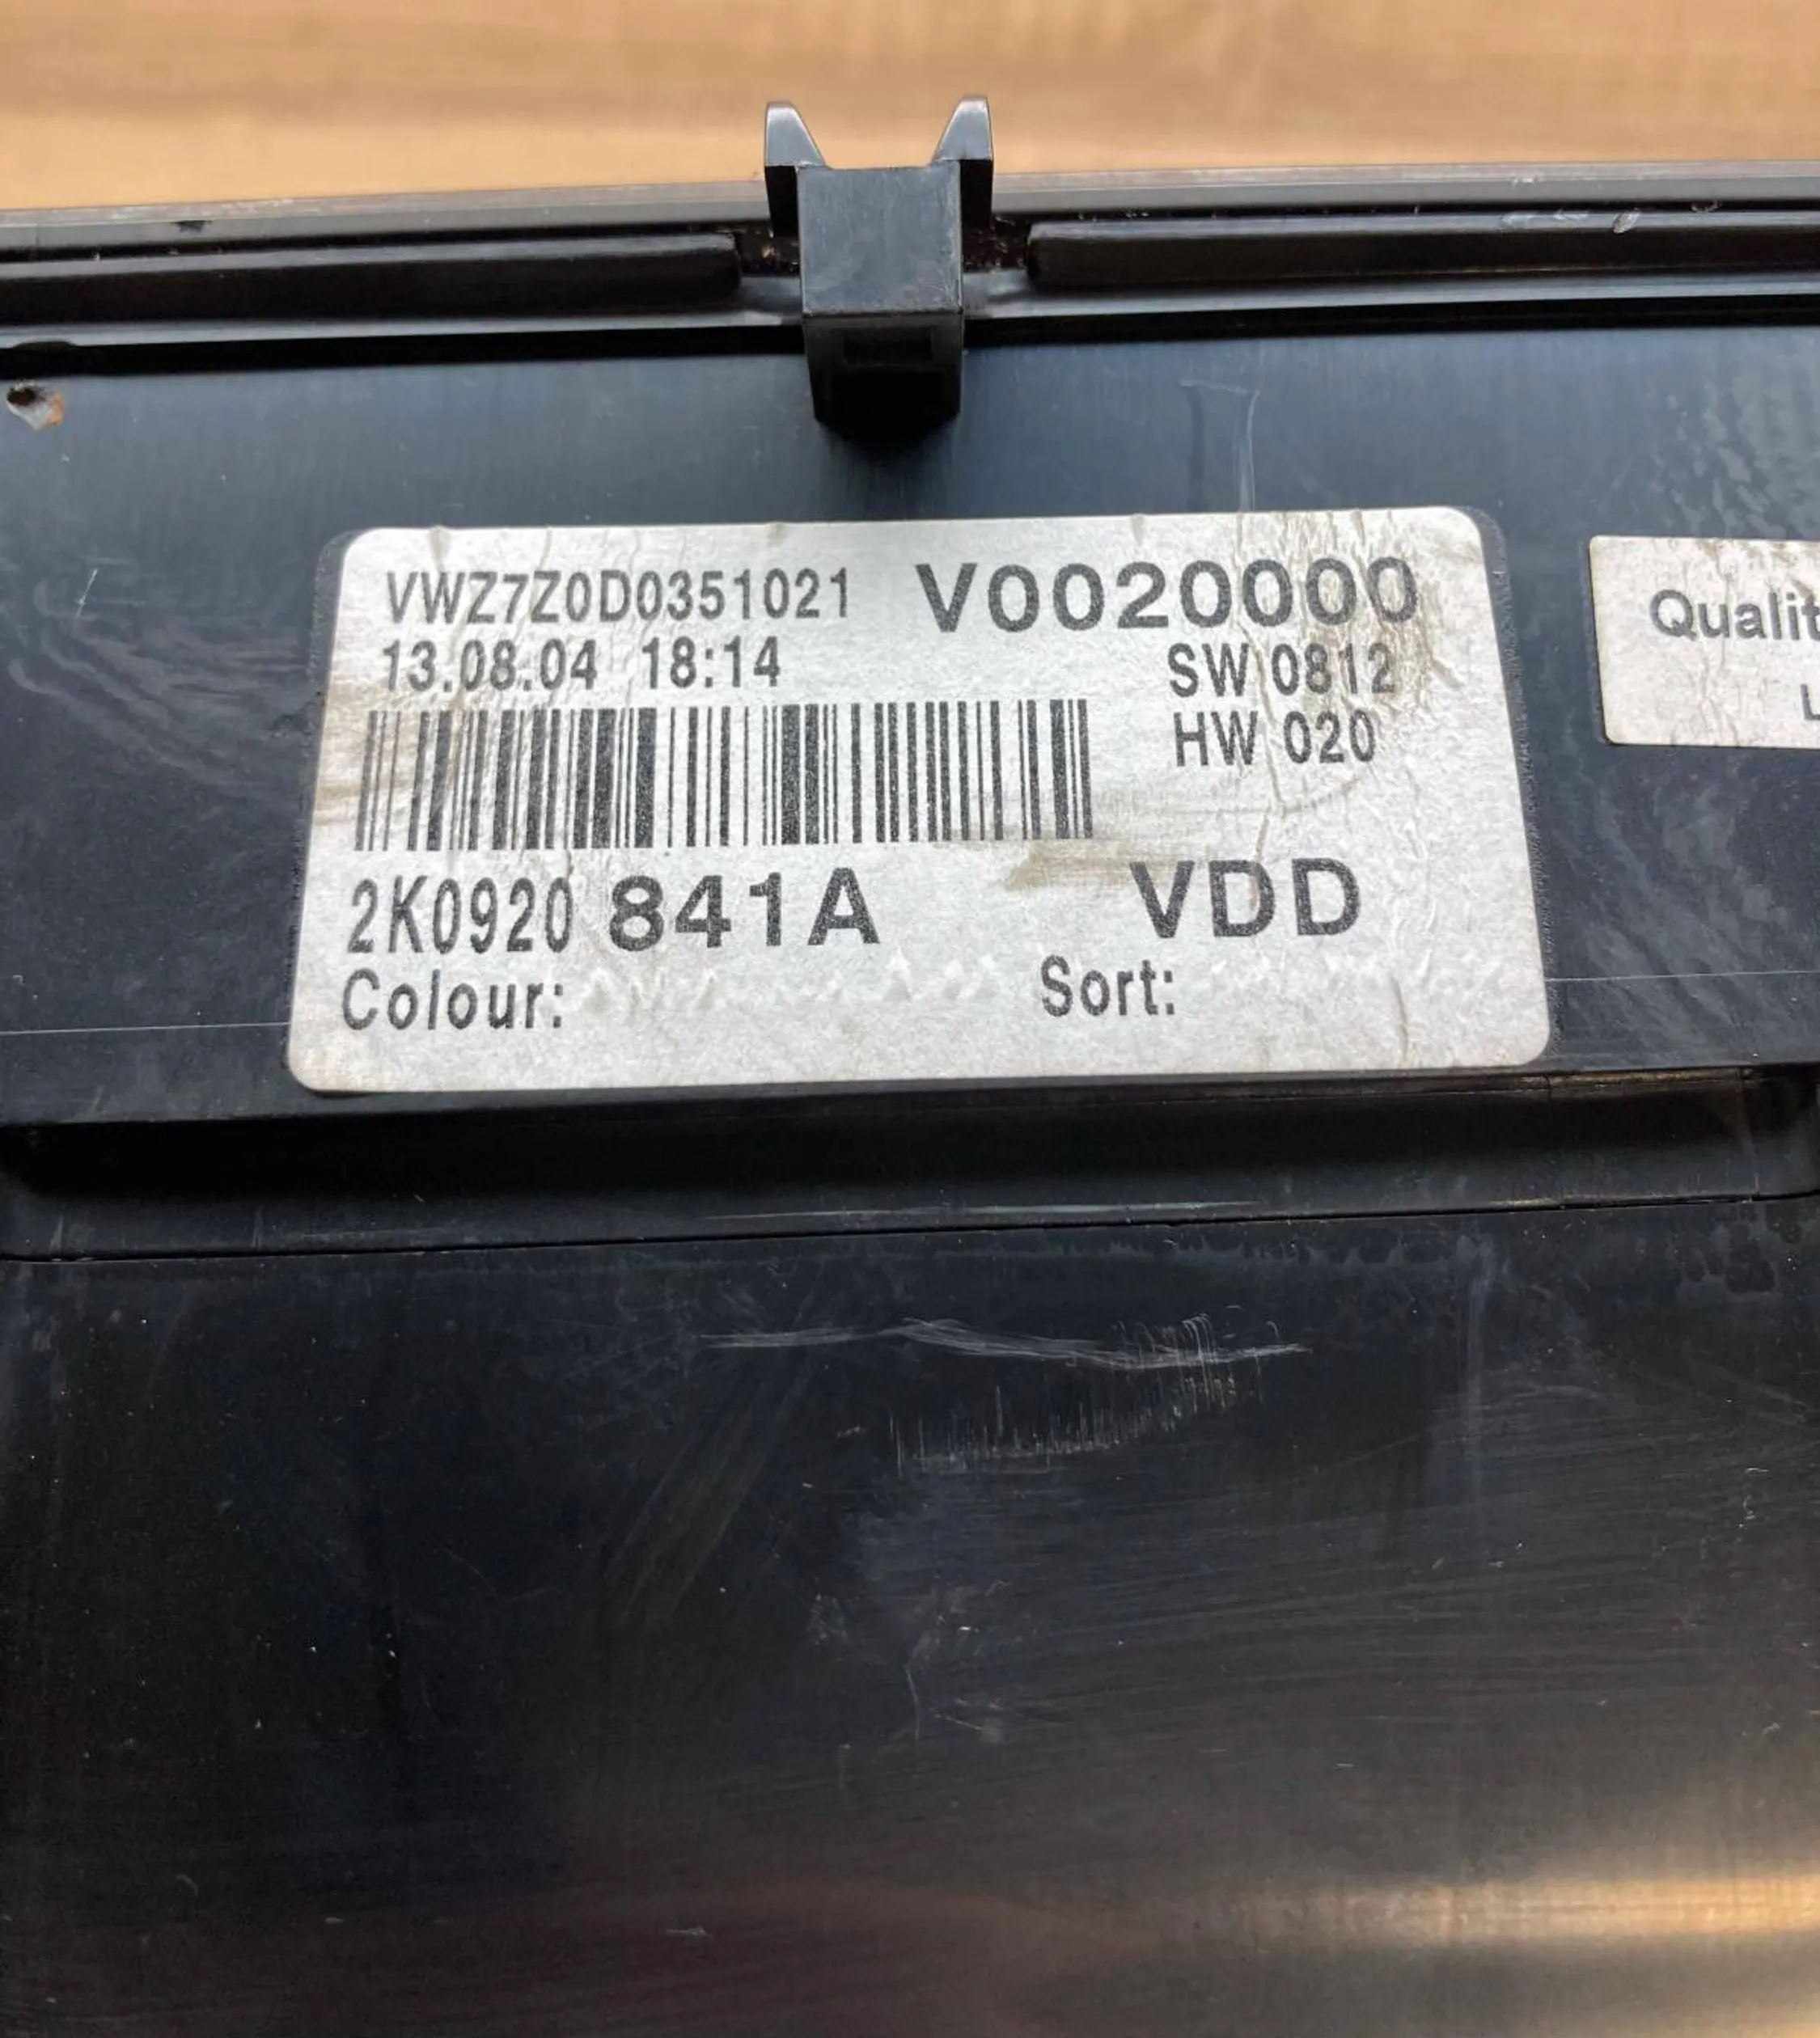 VWZ7Z0D0351021 V0020000
13.08.04 18:14 SW 0812
HW 020
2K0920 841A VDD
Colour: Sort:
Qualit
L